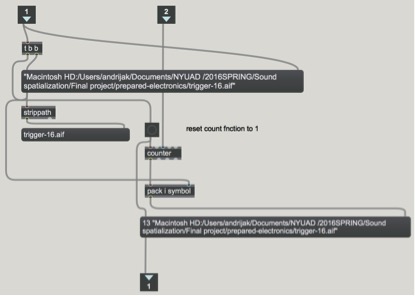 1
2
t b b
"Macintosh HD:/Users/andrijak/Documents/NYUAD /2016SPRING/Sound
spatialization/Final project/prepared-electronics/trigger-16.aif"
strippath
trigger-16.aif
reset count fnction to 1
counter
pack i symbol
13 "Macintosh HD:/Users/andrijak/Documents/NYUAD /2016SPRING/Sound
spatialization/Final project/prepared-electronics/trigger-16.aif"
1